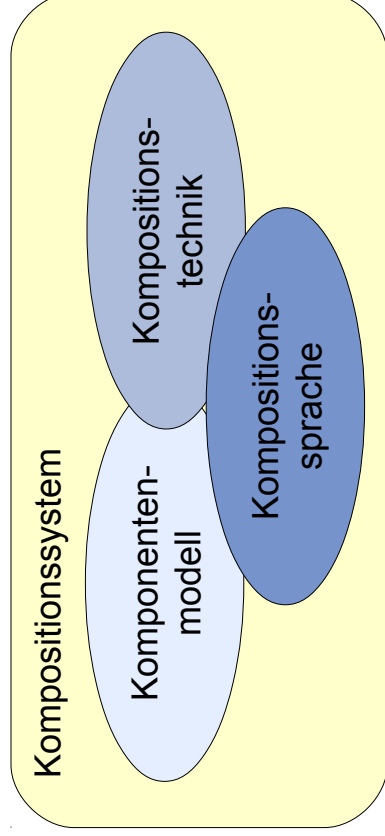 Kompositionssystem
Komponenten-
modell
Kompositions-
technik
Kompositions-
sprache